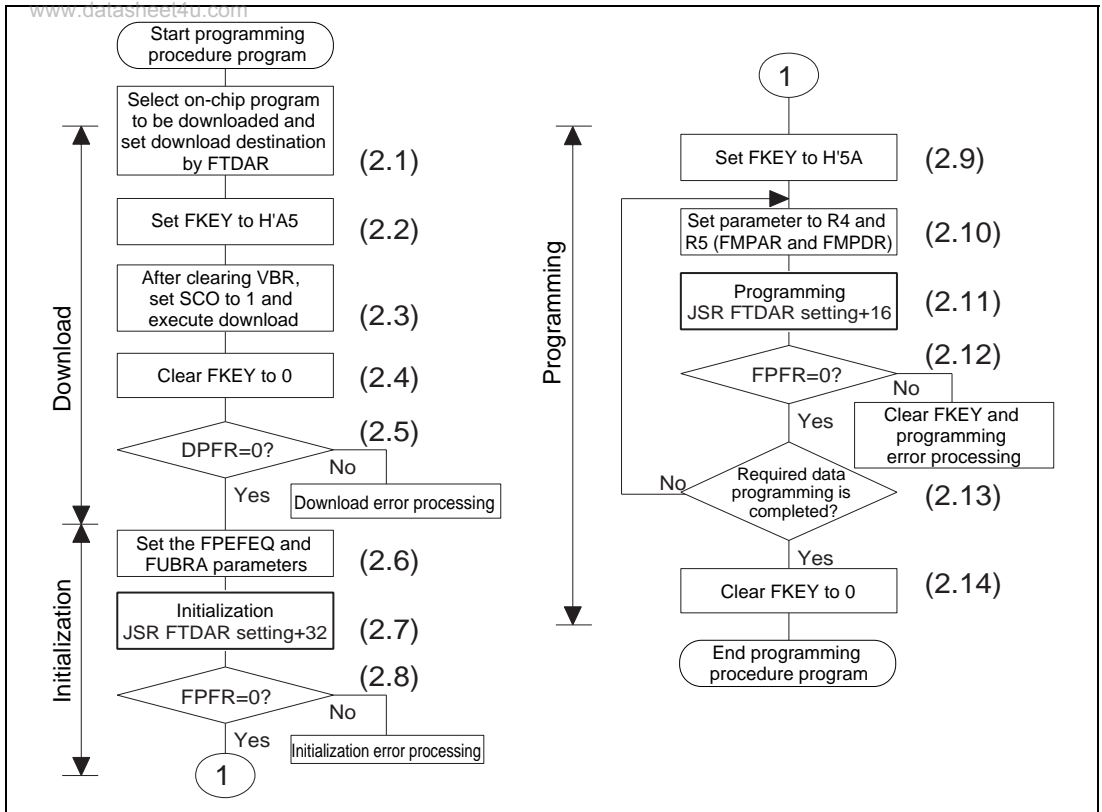 www.datasheet4u.com
Start programming
procedure program
Select on-chip program
to be downloaded and
set download destination
by FTDAR
(2.1)
Set FKEY to H'A5
(2.2)
After clearing VBR,
set SCO to 1 and
execute download
(2.3)
Clear FKEY to 0
(2.4)
DPFR=0?
(2.5)
No
Yes
Download error processing
Download
Set the FPEFEQ and
FUBRA parameters
(2.6)
Initialization
JSR FTDAR setting+32
(2.7)
FPFR=0?
(2.8)
No
Yes
Initialization error processing
1
Initialization
1
Set FKEY to H'5A
(2.9)
Set parameter to R4 and
R5 (FMPAR and FMPDR)
(2.10)
Programming
JSR FTDAR setting+16
(2.11)
FPFR=0?
(2.12)
No
Yes
Clear FKEY and
programming
error processing
Required data
programming is
completed?
(2.13)
No
Yes
Clear FKEY to 0
(2.14)
Programming
End programming
procedure program